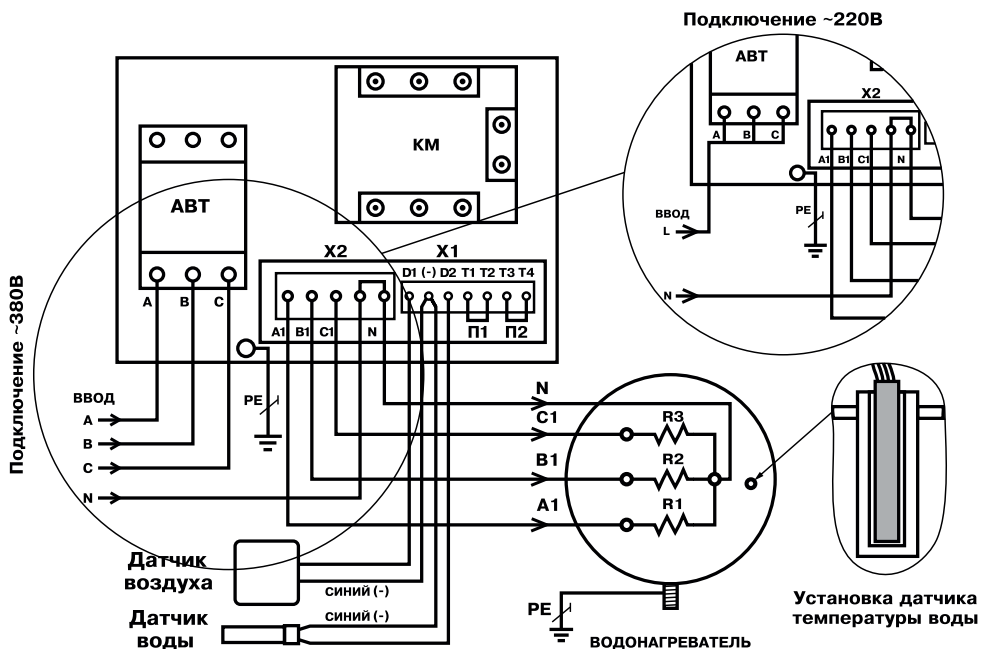 Подключение ~220В
АВТ
X2
A B C
A1 B1 C1 N
ВВОД
L
PE
N
КМ
АВТ
X2 X1
D1 (-) D2 T1 T2 T3 T4
A B C
A1 B1 C1 N П1 П2
Подключение ~380В
PE
ВВОД
A
B
C
N
N
C1
B1
A1
R3
R2
R1
Датчик
воздуха
СИНИЙ (-)
СИНИЙ (-)
Датчик
воды
PE
ВОДОНАГРЕВАТЕЛЬ
Установка датчика
температуры воды